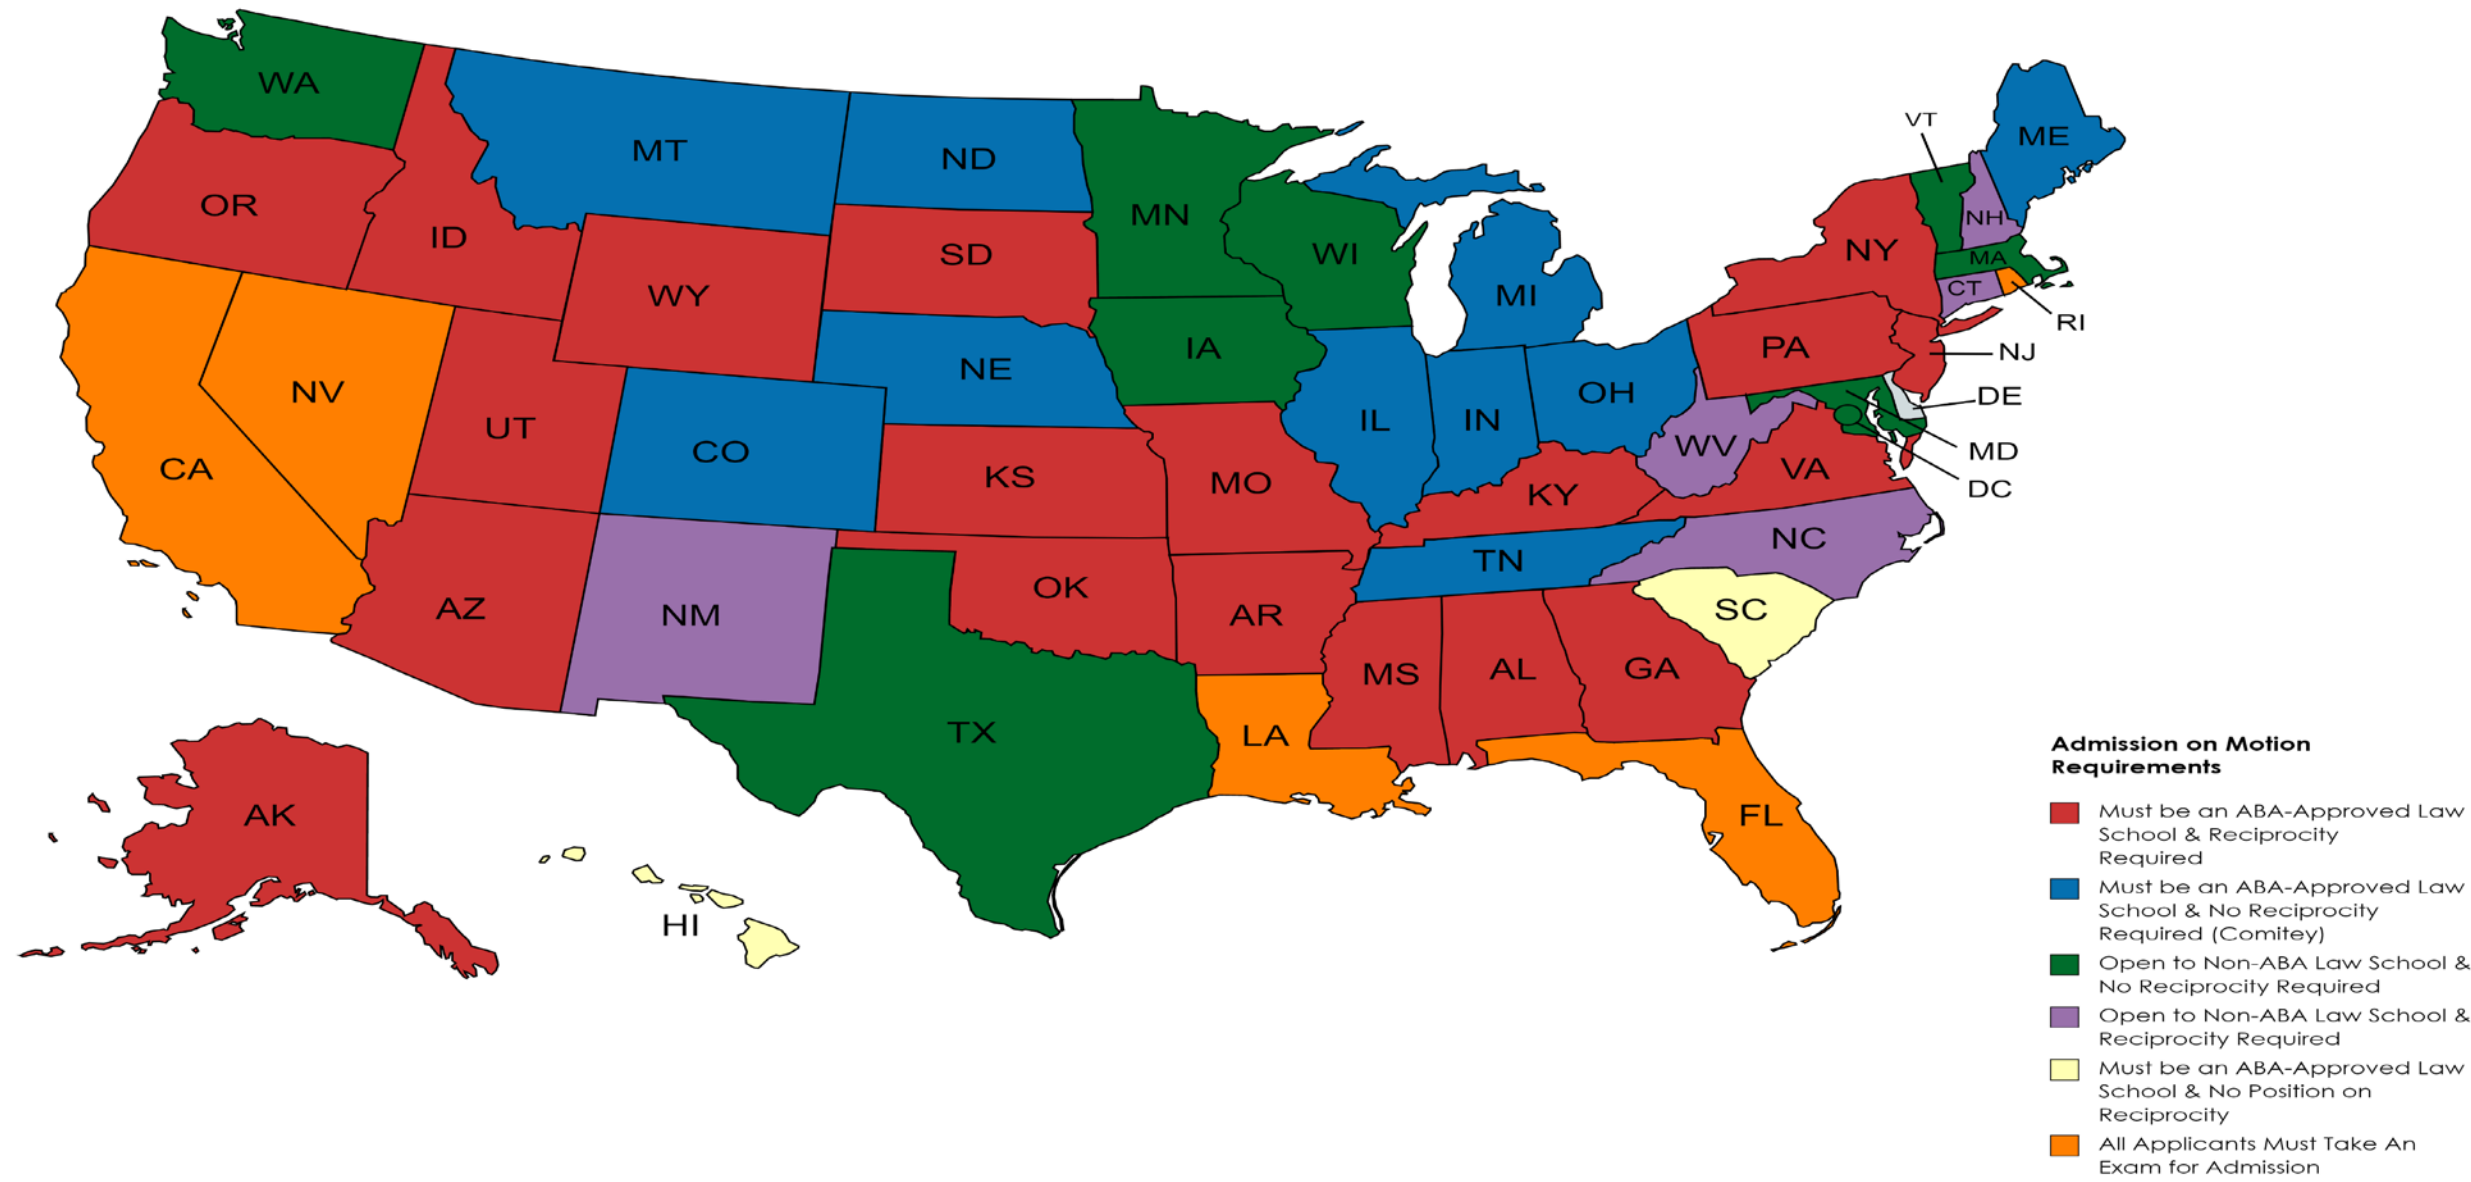 WA
MT
ND
MN
VT
ME
OR
ID
SD
WI
NY
NH
MA
WY
MI
CT
RI
IA
NE
PA
NJ
NV
UT
CO
IL
IN
OH
DE
CA
KS
MO
KY
WV
VA
MD
DC
AZ
NM
OK
AR
TN
NC
SC
MS
AL
GA
TX
LA
FL
AK
HI
Admission on Motion
Requirements
Must be an ABA-Approved Law
School & Reciprocity
Required
Must be an ABA-Approved Law
School & No Reciprocity
Required (Comitey)
Open to Non-ABA Law School &
No Reciprocity Required
Open to Non-ABA Law School &
Reciprocity Required
Must be an ABA-Approved Law
School & No Position on
Reciprocity
All Applicants Must Take An
Exam for Admission